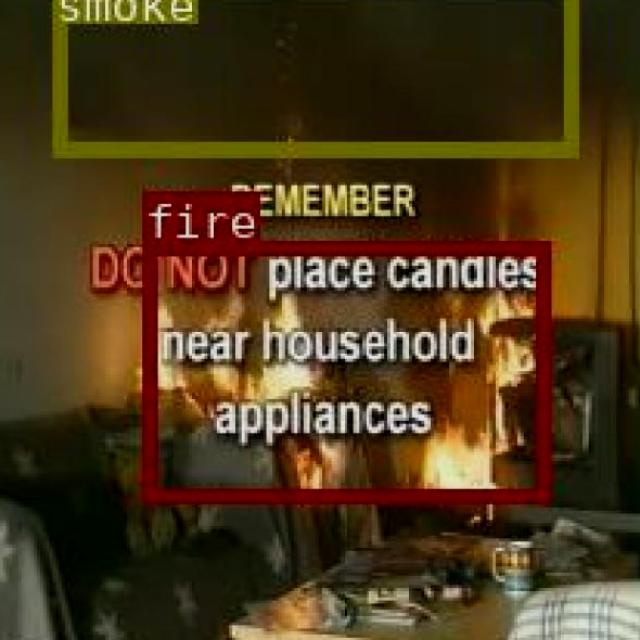 smoke
REMEMBER
fire
DO NOT place candles
near household
appliances